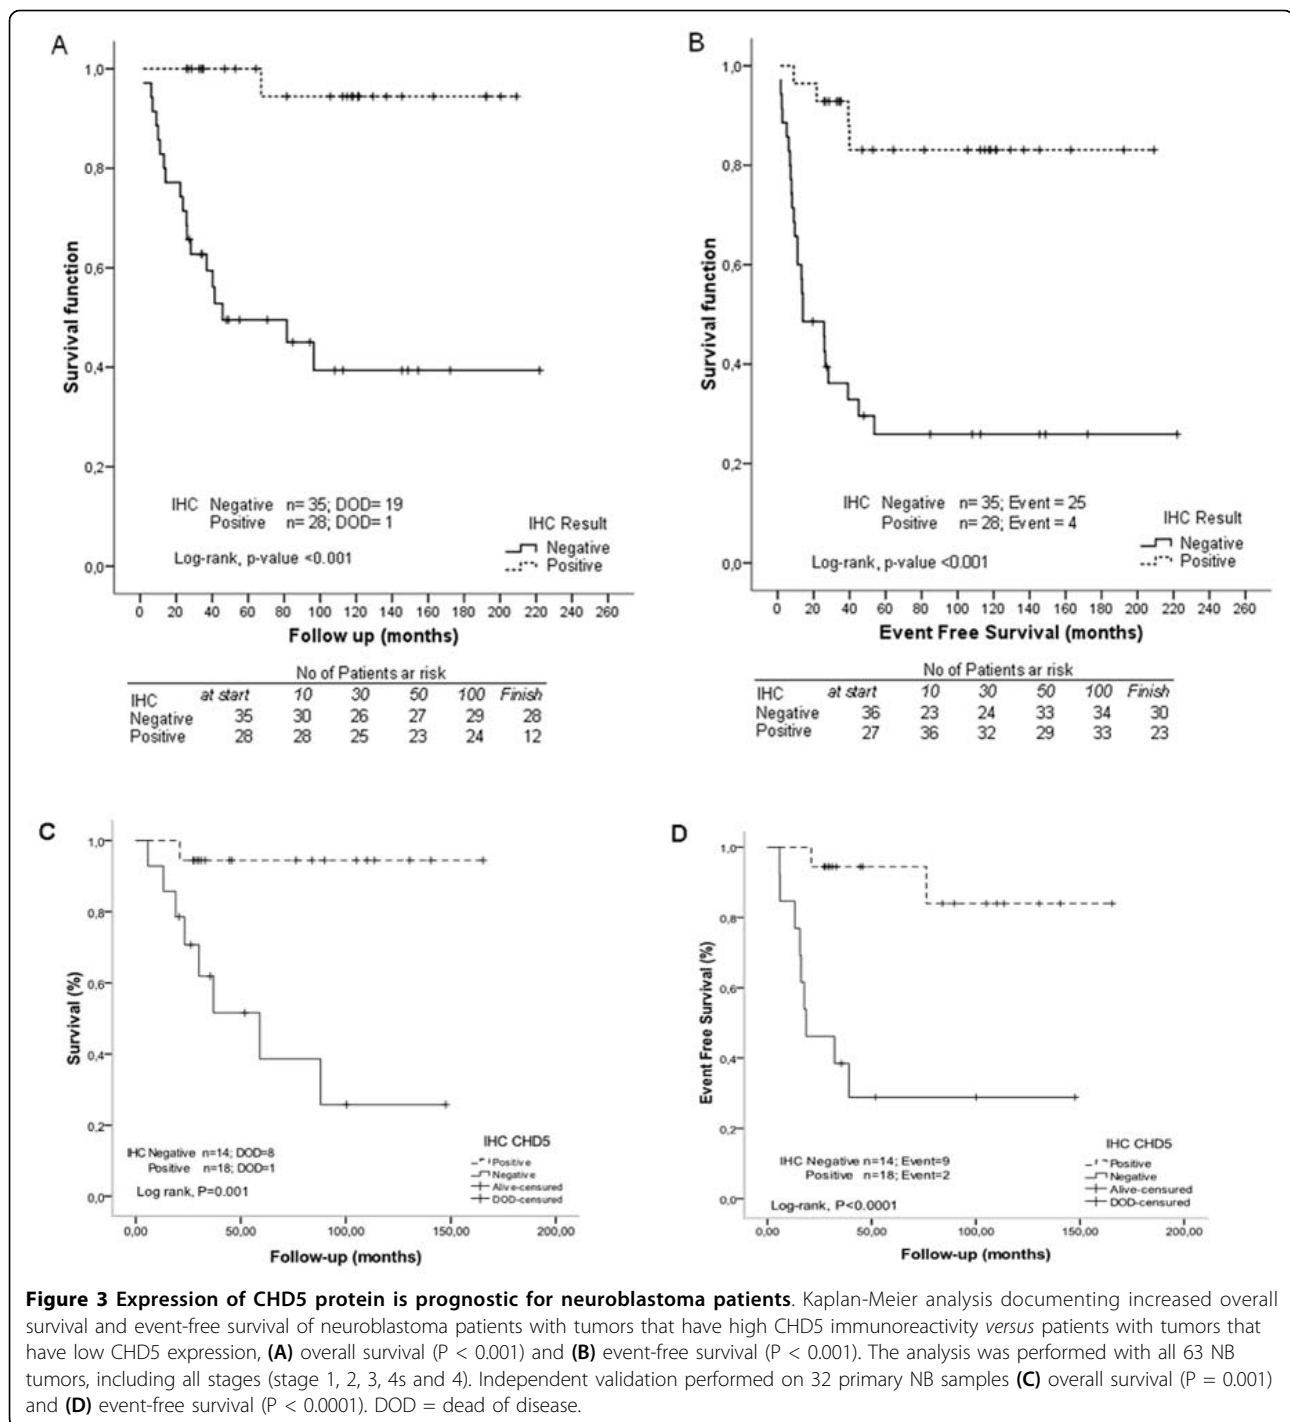 A
1,0
0,8
0,6
0,4
0,2
0,0
Survival function
IHC Negative n= 35; DOD= 19
Positive n= 28; DOD= 1
Log-rank, p-value <0.001
IHC Result
Negative
Positive
0 20 40 60 80 100 120 140 160 180 200 220 240 260
Follow up (months)
No of Patients ar risk
IHC at start 10 30 50 100 Finish
Negative 35 30 26 27 29 28
Positive 28 28 25 23 24 12
B
1,0
0,8
0,6
0,4
0,2
0,0
Survival function
IHC Negative n= 35; Event = 25
Positive n= 28; Event = 4
Log-rank, p-value <0.001
IHC Result
Negative
Positive
0 20 40 60 80 100 120 140 160 180 200 220 240 260
Event Free Survival (months)
No of Patients ar risk
IHC at start 10 30 50 100 Finish
Negative 36 23 24 33 34 30
Positive 27 36 32 29 33 23
C
1,0
0,8
0,6
0,4
0,2
0,0
Survival (%)
IHC Negative n=14; DOD=8
Positive n=18; DOD=1
Log rank, P=0.001
IHC CHD5
Positive
Negative
Alive-censured
DOD-censured
0,00 50,00 100,00 150,00 200,00
Follow-up (months)
D
1,0
0,8
0,6
0,4
0,2
0,0
Event Free Survival (%)
IHC Negative n=14; Event=9
Positive n=18; Event=2
Log-rank, P<0.0001
IHC CHD5
Positive
Negative
Alive-censured
DOD-censured
0,00 50,00 100,00 150,00 200,00
Follow-up (months)
Figure 3 Expression of CHD5 protein is prognostic for neuroblastoma patients. Kaplan-Meier analysis documenting increased overall
survival and event-free survival of neuroblastoma patients with tumors that have high CHD5 immunoreactivity versus patients with tumors that
have low CHD5 expression, (A) overall survival (P < 0.001) and (B) event-free survival (P < 0.001). The analysis was performed with all 63 NB
tumors, including all stages (stage 1, 2, 3, 4s and 4). Independent validation performed on 32 primary NB samples (C) overall survival (P = 0.001)
and (D) event-free survival (P < 0.0001). DOD = dead of disease.